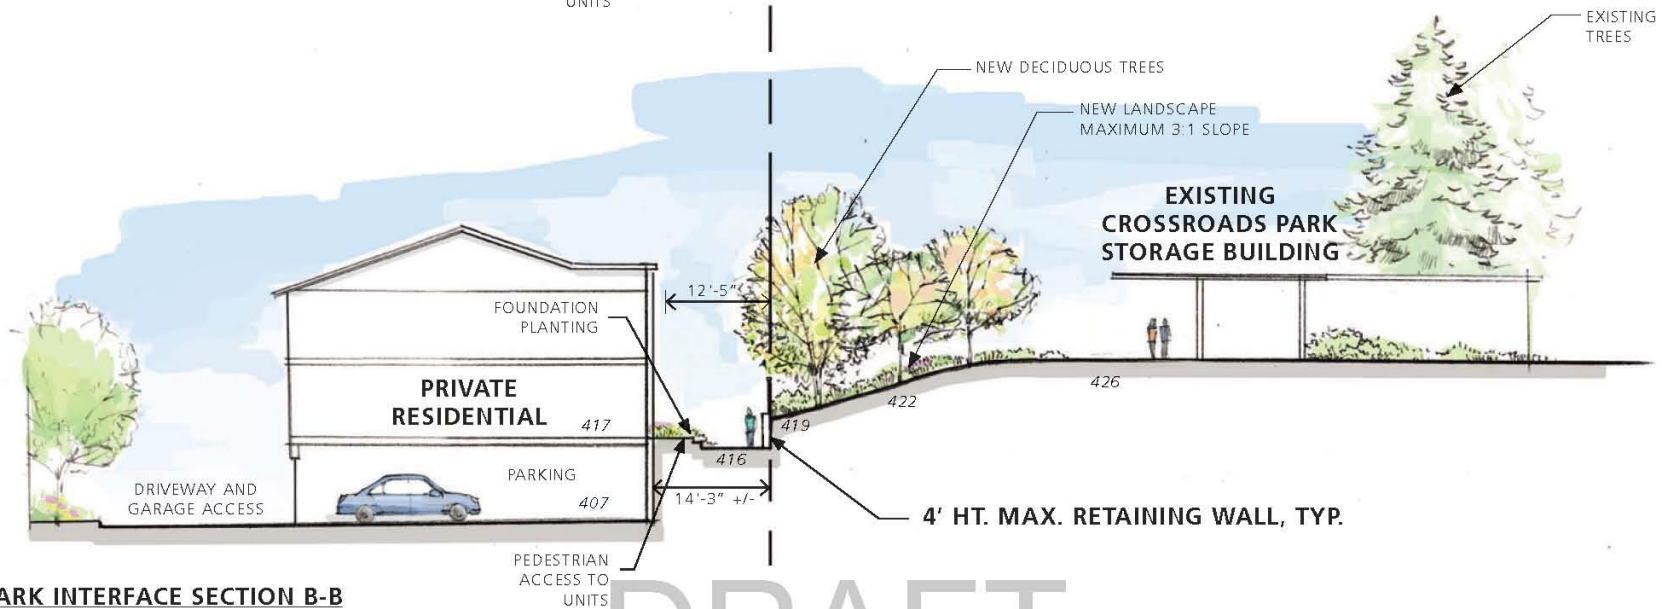 UNITS
EXISTING
TREES
NEW DECIDUOUS TREES
NEW LANDSCAPE
MAXIMUM 3:1 SLOPE
EXISTING
CROSSROADS PARK
STORAGE BUILDING
12'-5"
FOUNDATION
PLANTING
PRIVATE
RESIDENTIAL
417
419
422
426
416
PARKING
407
DRIVEWAY AND
GARAGE ACCESS
14'-3" +/-
4' HT. MAX. RETAINING WALL, TYP.
PEDESTRIAN
ACCESS TO
UNITS
ARK INTERFACE SECTION B-B
DRAFT